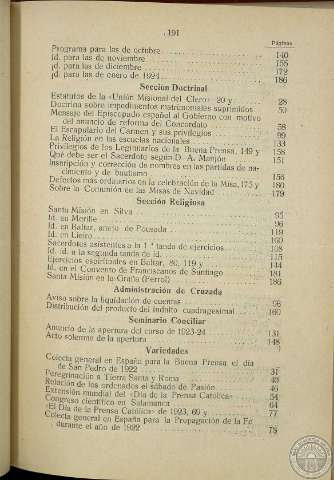 191
Páginas
Programa para las de octubre 140
Id. para las de noviembre 155
id. para las de diciembre 172
id. para las de enero de 1924 186
Sección Doctrinal
Estatutos de la «Unión Misional del Clero» 20 y 28
Doctrina sobre impedimentos matrimoniales suprimidos 50
Mensaje del Episcopado español al Gobierno con motivo
del anuncio de reforma del Concordato 58
El Escapulario del Carmen y sus privilegios 99
La Religión en las escuelas nacionales 133
Privilegios de los Legionarios de la Buena Prensa, 149 y 158
Qué debe ser el Sacerdote según D. A. Manjón 151
Inscripción y corrección de nombres en las partidas de na-
cimiento y de bautismo 156
Defectos más ordinarios en la celebración de la Misa, 175 y 180
Sobre la Comunión en las Misas de Navidad 179
Sección Religiosa
Santa Misión en Silva 95
Id. en Merille 96
Id. en Baltar, anejo de Pousada 119
Id. en Lieiro 160
Sacerdotes asistentes a la 1.ª tanda de ejercicios 108
Id. id. a la segunda tanda de id. 115
Ejercicios espirituales en Baltar, 80, 119 y 144
Id. en el Convento de Franciscanos de Santiago 181
Santa Misión en la Graña (Ferrol) 186
Administración de Cruzada
Aviso sobre la liquidación de cuentas 96
Distribución del producto del indulto cuadragesimal 160
Seminario Conciliar
Anuncio de la apertura del curso de 1923-24 131
Acto solemne de la apertura 148
Variedades
Colecta general en España para la Buena Prensa el día
de San Pedro de 1922 31
Peregrinación a Tierra Santa y Roma 43
Relación de los ordenados el sábado de Pasión 46
Extensión mundial del «Día de la Prensa Católica» 54
Congreso científico en Salamanca 64
«El Día de la Prensa Católica» de 1923, 69 y 77
Colecta general en España para la Propagación de la Fe
durante el año de 1922 78